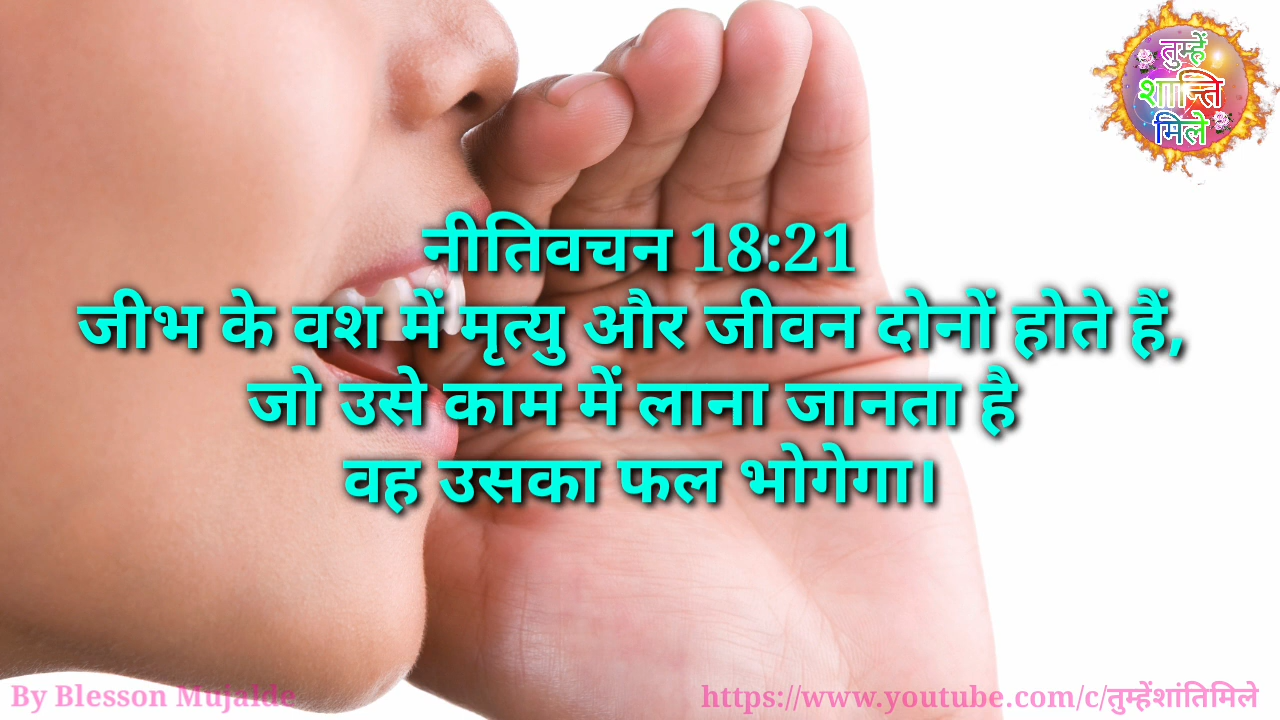 तुम्हें
शान्ति
मिले
नीतिवचन 18:21
जीभ के वश में मृत्यु और जीवन दोनों होते हैं,
जो उसे काम में लाना जानता है
वह उसका फल भोगेगा।
By Blesson Mujalde
https://www.youtube.com/c/तुम्हेंशांतिमिले